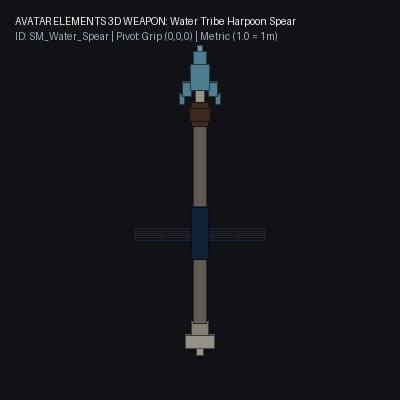 AVATAR ELEMENTS 3D WEAPON: Water Tribe Harpoon Spear
ID: SM_Water_Spear | Pivot: Grip (0,0,0) | Metric (1.0 = 1m)